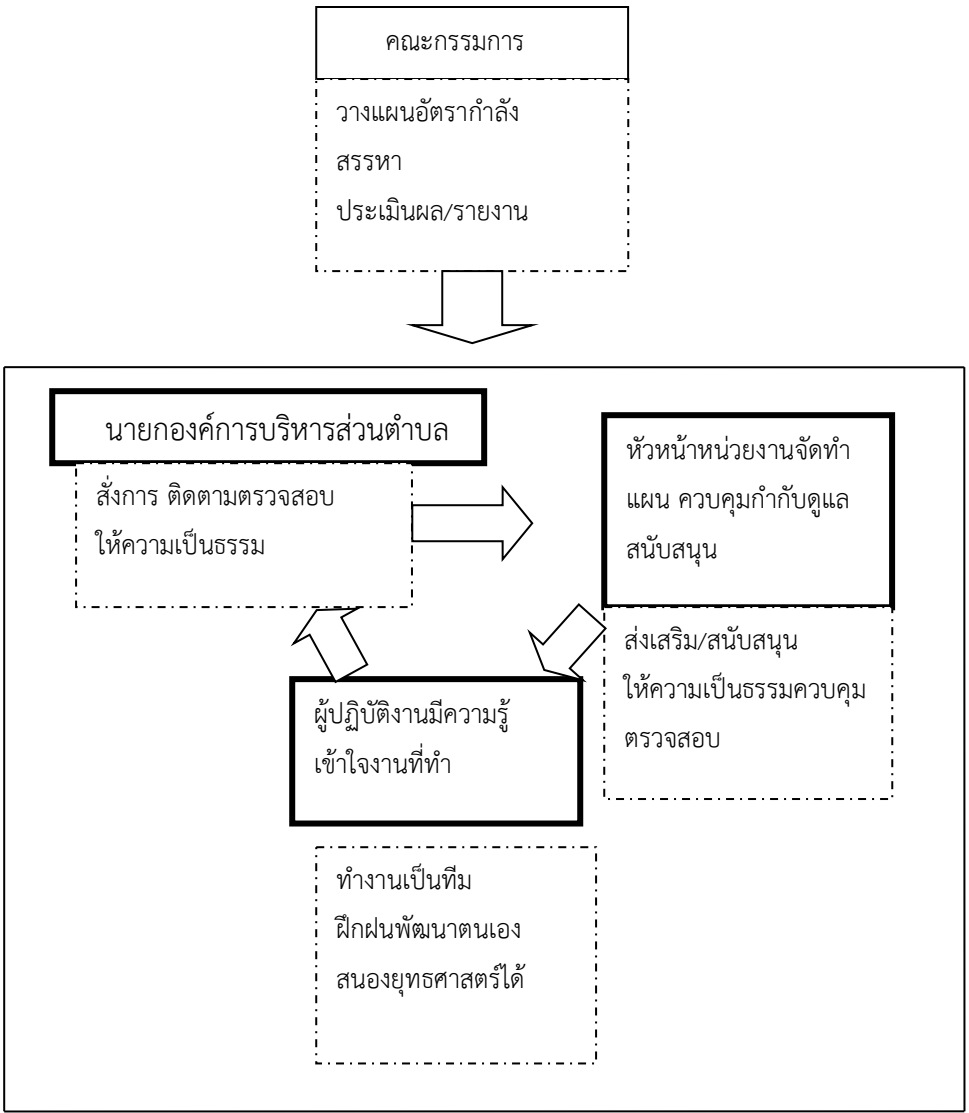 คณะกรรมการ
วางแผนอัตรากำลัง
สรรหา
ประเมินผล/รายงาน
นายกองค์การบริหารส่วนตำบล
สั่งการ ติดตามตรวจสอบ
ให้ความเป็นธรรม
หัวหน้าหน่วยงานจัดทำ
แผน ควบคุมกำกับดูแล
สนับสนุน
ส่งเสริม/สนับสนุน
ให้ความเป็นธรรมควบคุม
ตรวจสอบ
ผู้ปฏิบัติงานมีความรู้
เข้าใจงานที่ทำ
ทำงานเป็นทีม
ฝึกฝนพัฒนาตนเอง
สนองยุทธศาสตร์ได้